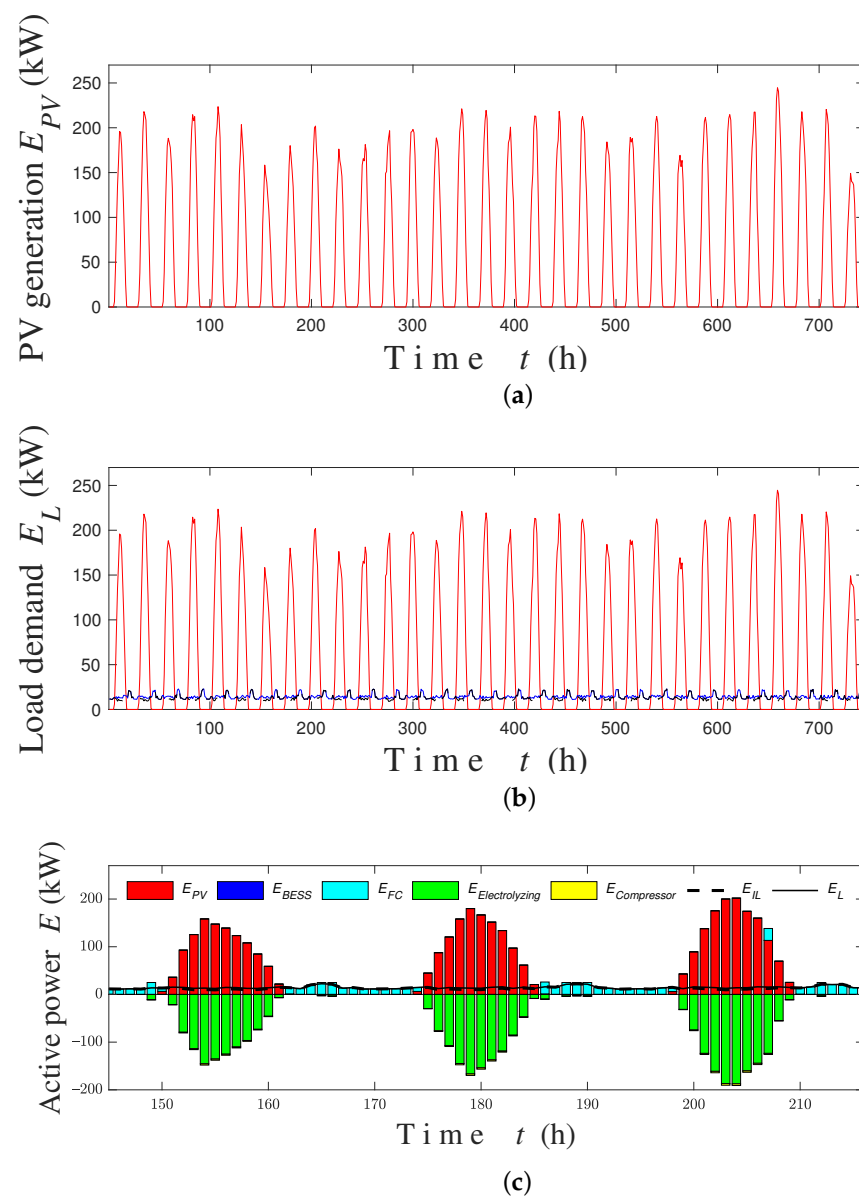 PV generation E_PV (kW)
250
200
150
100
50
0
100 200 300 400 500 600 700
Time t (h)
(a)
Load demand E_L (kW)
250
200
150
100
50
0
100 200 300 400 500 600 700
Time t (h)
(b)
Active power E (kW)
E_PV E_BESS E_FC E_Electrolyzing E_Compressor E_IL E_L
200
100
0
−100
−200
150 160 170 180 190 200 210
Time t (h)
(c)